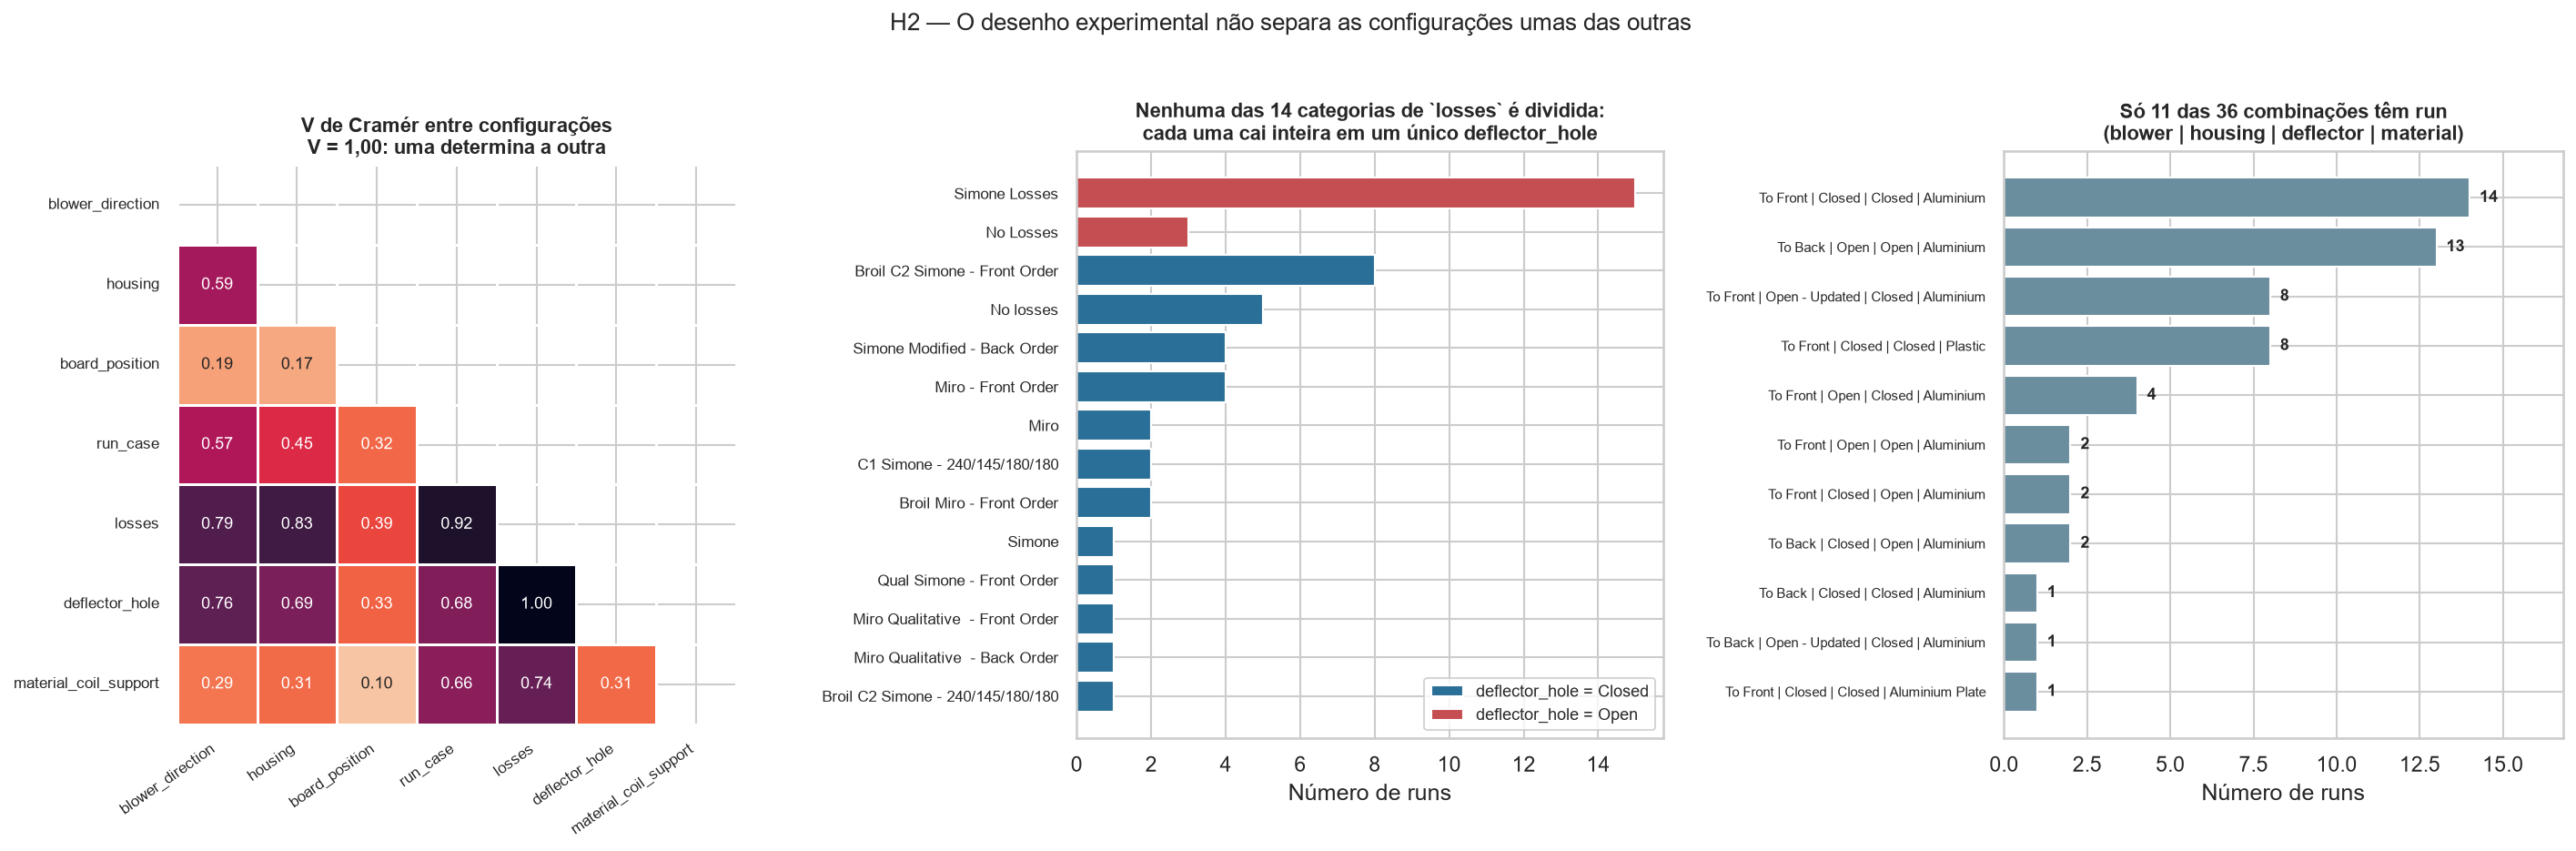 H2 — O desenho experimental não separa as configurações umas das outras
V de Cramér entre configurações
V = 1,00: uma determina a outra
blower_direction
housing
0.59
board_position
0.19 0.17
run_case
0.57 0.45 0.32
losses
0.79 0.83 0.39 0.92
deflector_hole
0.76 0.69 0.33 0.68 1.00
material_coil_support
0.29 0.31 0.10 0.66 0.74 0.31
blower_direction
housing
board_position
run_case
losses
deflector_hole
material_coil_support
Nenhuma das 14 categorias de `losses` é dividida:
cada uma cai inteira em um único deflector_hole
Simone Losses
No Losses
Broil C2 Simone - Front Order
No losses
Simone Modified - Back Order
Miro - Front Order
Miro
C1 Simone - 240/145/180/180
Broil Miro - Front Order
Simone
Qual Simone - Front Order
Miro Qualitative  - Front Order
Miro Qualitative  - Back Order
Broil C2 Simone - 240/145/180/180
deflector_hole = Closed
deflector_hole = Open
0 2 4 6 8 10 12 14
Número de runs
Só 11 das 36 combinações têm run
(blower | housing | deflector | material)
To Front | Closed | Closed | Aluminium
14
To Back | Open | Open | Aluminium
13
To Front | Open - Updated | Closed | Aluminium
8
To Front | Closed | Closed | Plastic
8
To Front | Open | Closed | Aluminium
4
To Front | Open | Open | Aluminium
2
To Front | Closed | Open | Aluminium
2
To Back | Closed | Open | Aluminium
2
To Back | Closed | Closed | Aluminium
1
To Back | Open - Updated | Closed | Aluminium
1
To Front | Closed | Closed | Aluminium Plate
1
0.0 2.5 5.0 7.5 10.0 12.5 15.0
Número de runs